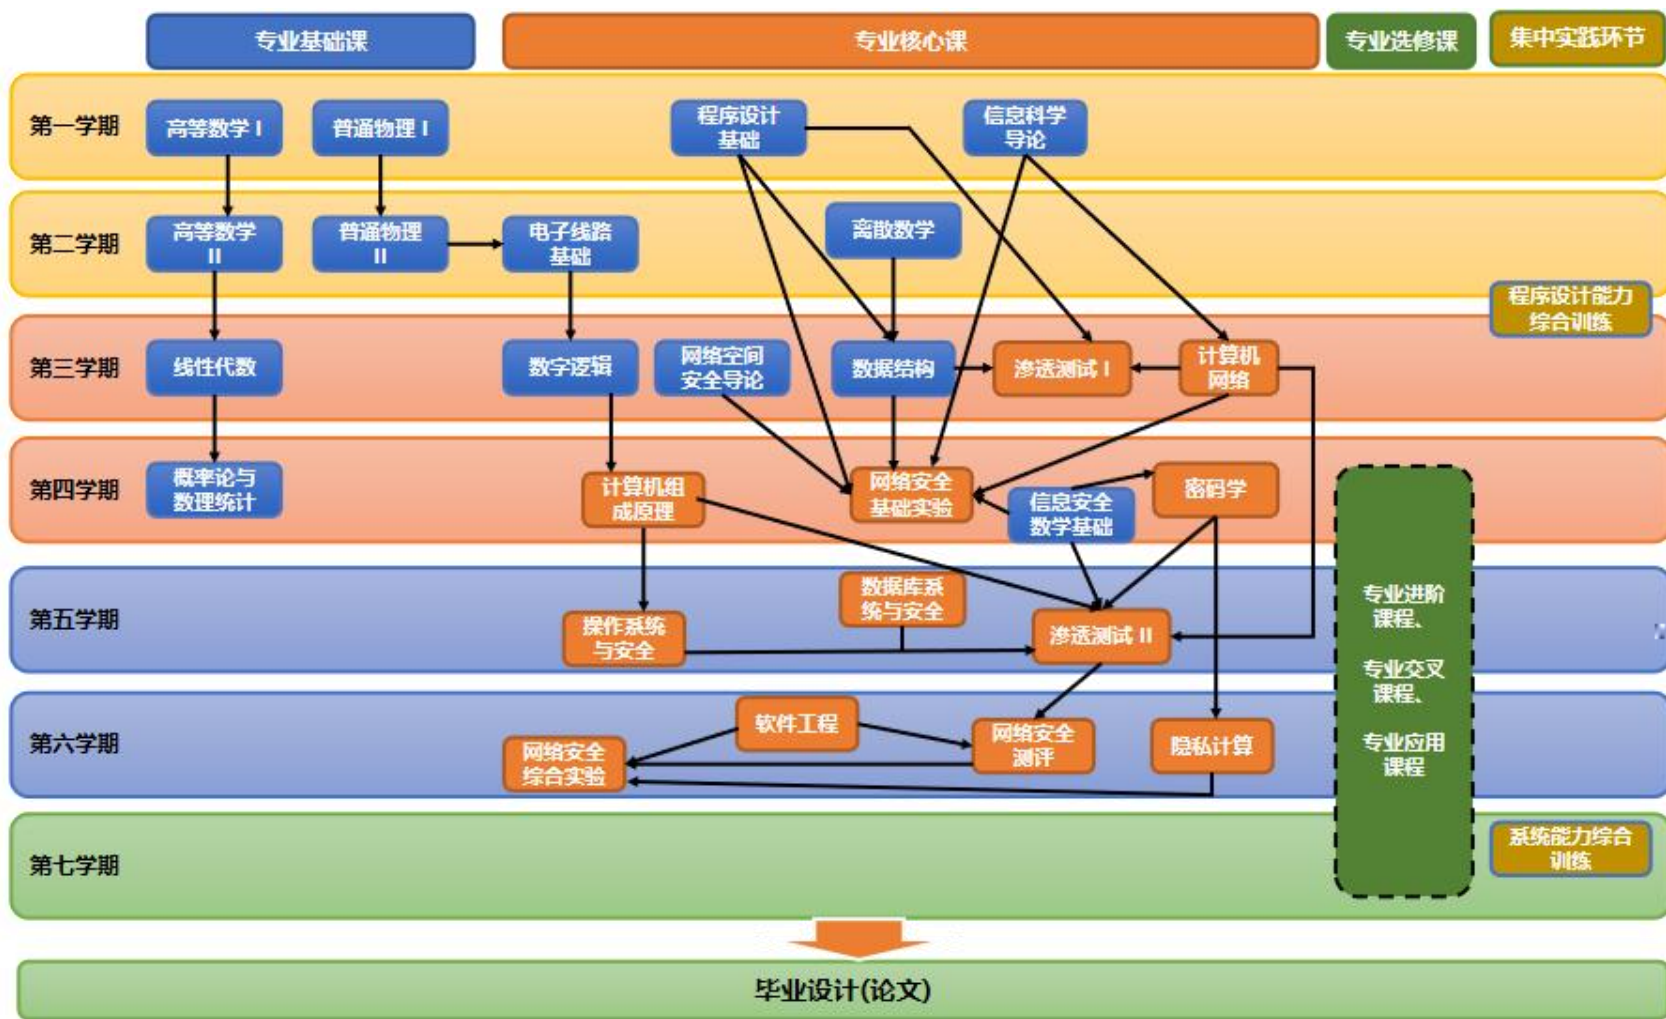 专业基础课
专业核心课
专业选修课
集中实践环节
第一学期
高等数学 I
普通物理 I
程序设计
基础
信息科学
导论
第二学期
高等数学
II
普通物理
II
电子线路
基础
离散数学
程序设计能力
综合训练
第三学期
线性代数
数字逻辑
网络空间
安全导论
数据结构
渗透测试 I
计算机
网络
第四学期
概率论与
数理统计
计算机组
成原理
网络安全
基础实验
信息安全
数学基础
密码学
第五学期
操作系统
与安全
数据库系
统与安全
渗透测试 II
专业进阶
课程、
专业交叉
课程、
专业应用
课程
第六学期
网络安全
综合实验
软件工程
网络安全
测评
隐私计算
第七学期
系统能力综合
训练
毕业设计(论文)